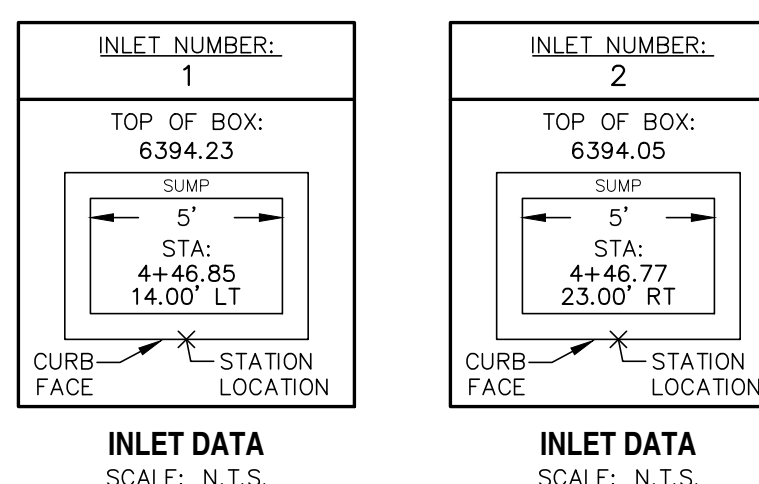 INLET NUMBER:
1
TOP OF BOX:
6394.23
SUMP
5'
STA:
4+46.85
14.00' LT
CURB
FACE
STATION
LOCATION
INLET DATA
SCALE: N.T.S.
INLET NUMBER:
2
TOP OF BOX:
6394.05
SUMP
5'
STA:
4+46.77
23.00' RT
CURB
FACE
STATION
LOCATION
INLET DATA
SCALE: N.T.S.